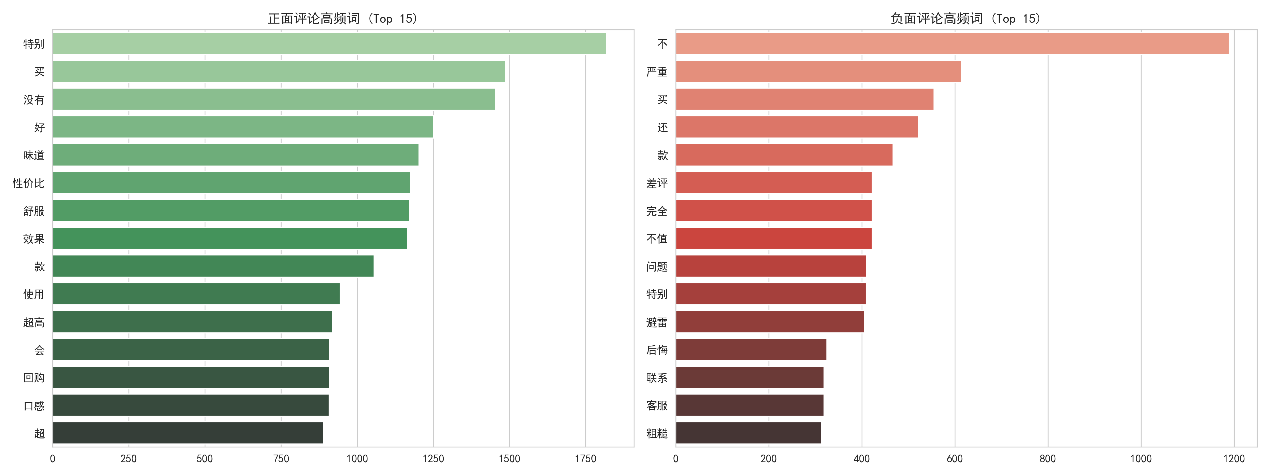 正面评论高频词 (Top 15)
特别
买
没有
好
味道
性价比
舒服
效果
款
使用
超高
会
回购
口感
超
0 250 500 750 1000 1250 1500 1750
负面评论高频词 (Top 15)
不
严重
买
还
款
差评
完全
不值
问题
特别
避雷
后悔
联系
客服
粗糙
0 200 400 600 800 1000 1200